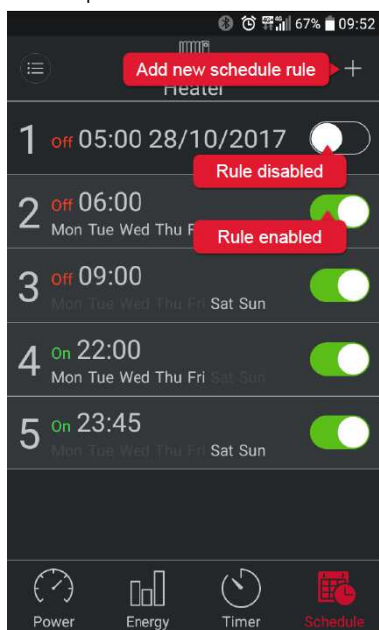 67% 09:52
Add new schedule rule
Heater
1 Off 05:00 28/10/2017
Rule disabled
2 Off 06:00
Mon Tue Wed Thu
Rule enabled
3 Off 09:00
Mon Tue Wed Thu Fri Sat Sun
4 On 22:00
Mon Tue Wed Thu Fri Sat Sun
5 On 23:45
Mon Tue Wed Thu Fri Sat Sun
Power Energy Timer Schedule